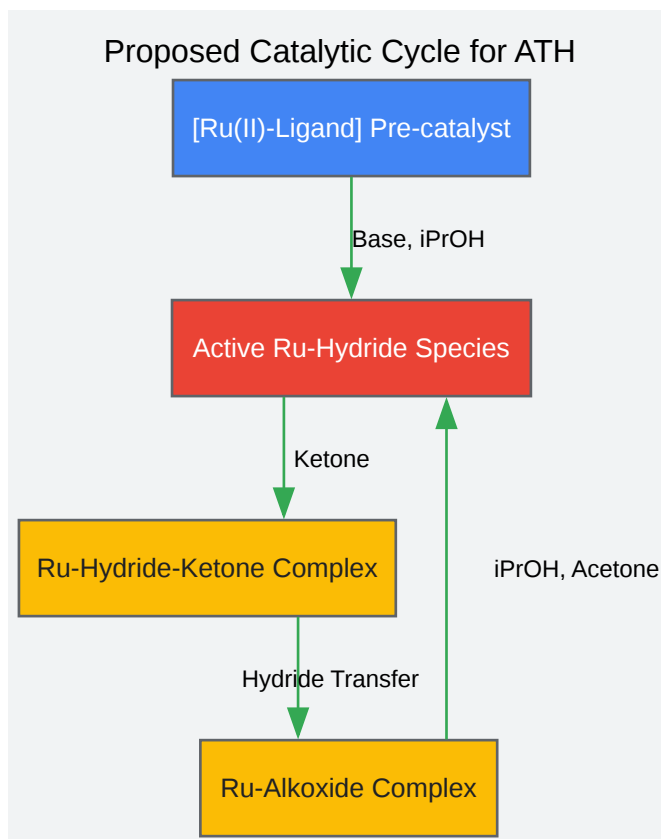 Proposed Catalytic Cycle for ATH
[Ru(II)-Ligand] Pre-catalyst
Base, iPrOH
Active Ru-Hydride Species
Ketone
Ru-Hydride-Ketone Complex
iPrOH, Acetone
Hydride Transfer
Ru-Alkoxide Complex